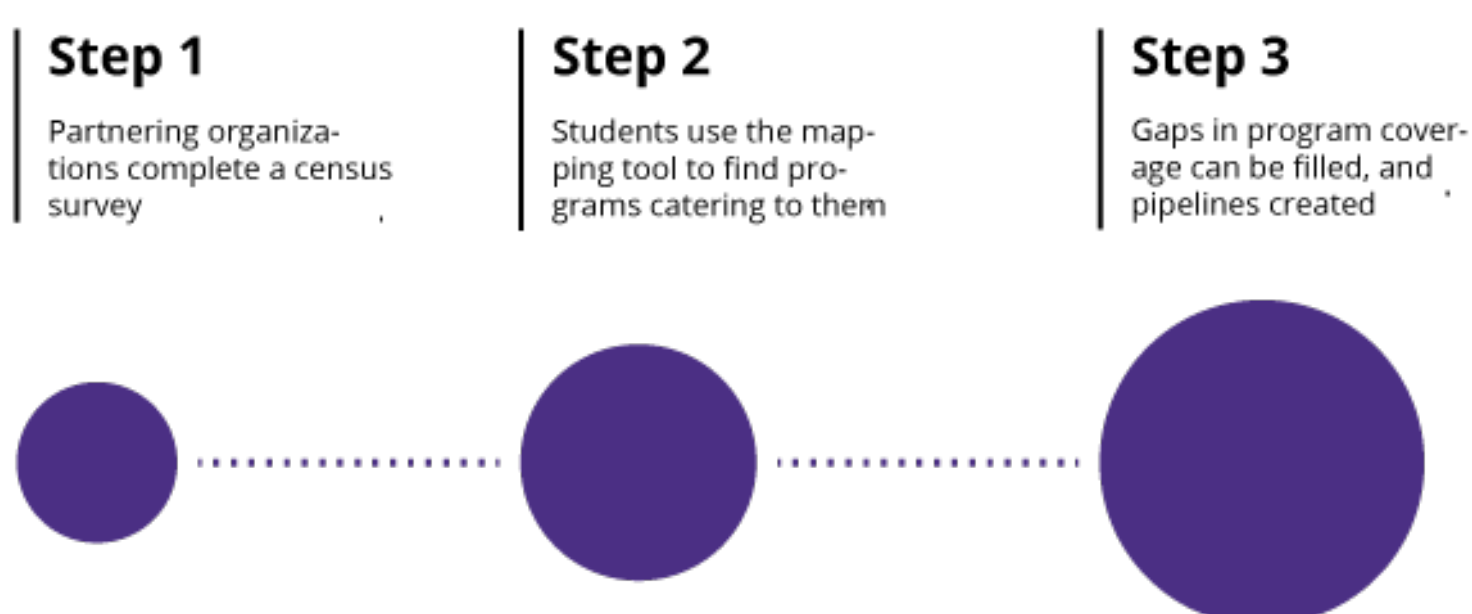 Step 1
Partnering organiza-
tions complete a census
survey
Step 2
Students use the map-
ping tool to find pro-
grams catering to them
Step 3
Gaps in program cover-
age can be filled, and
pipelines created